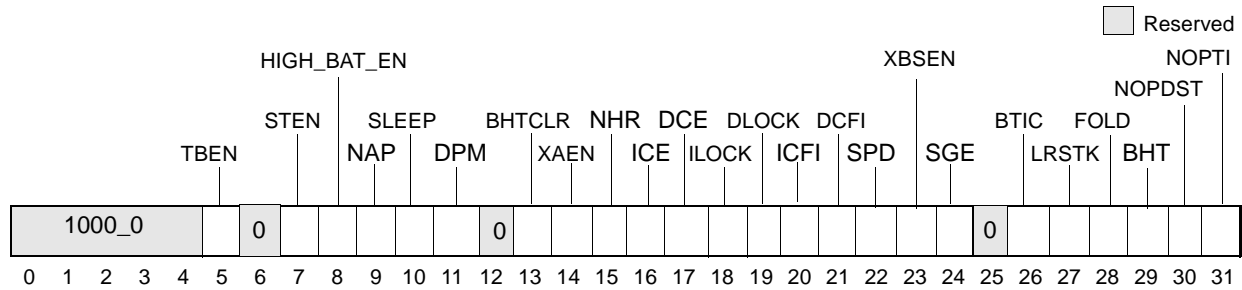 Reserved
HIGH_BAT_EN XBSEN NOPTI
NOPDST
STEN SLEEP BHTCLR NHR DCE DLOCK DCFI BTIC FOLD
TBEN NAP DPM XAEN ICE ILOCK ICFI SPD SGE LRSTK BHT
1000_0 0 0 0
0 1 2 3 4 5 6 7 8 9 10 11 12 13 14 15 16 17 18 19 20 21 22 23 24 25 26 27 28 29 30 31